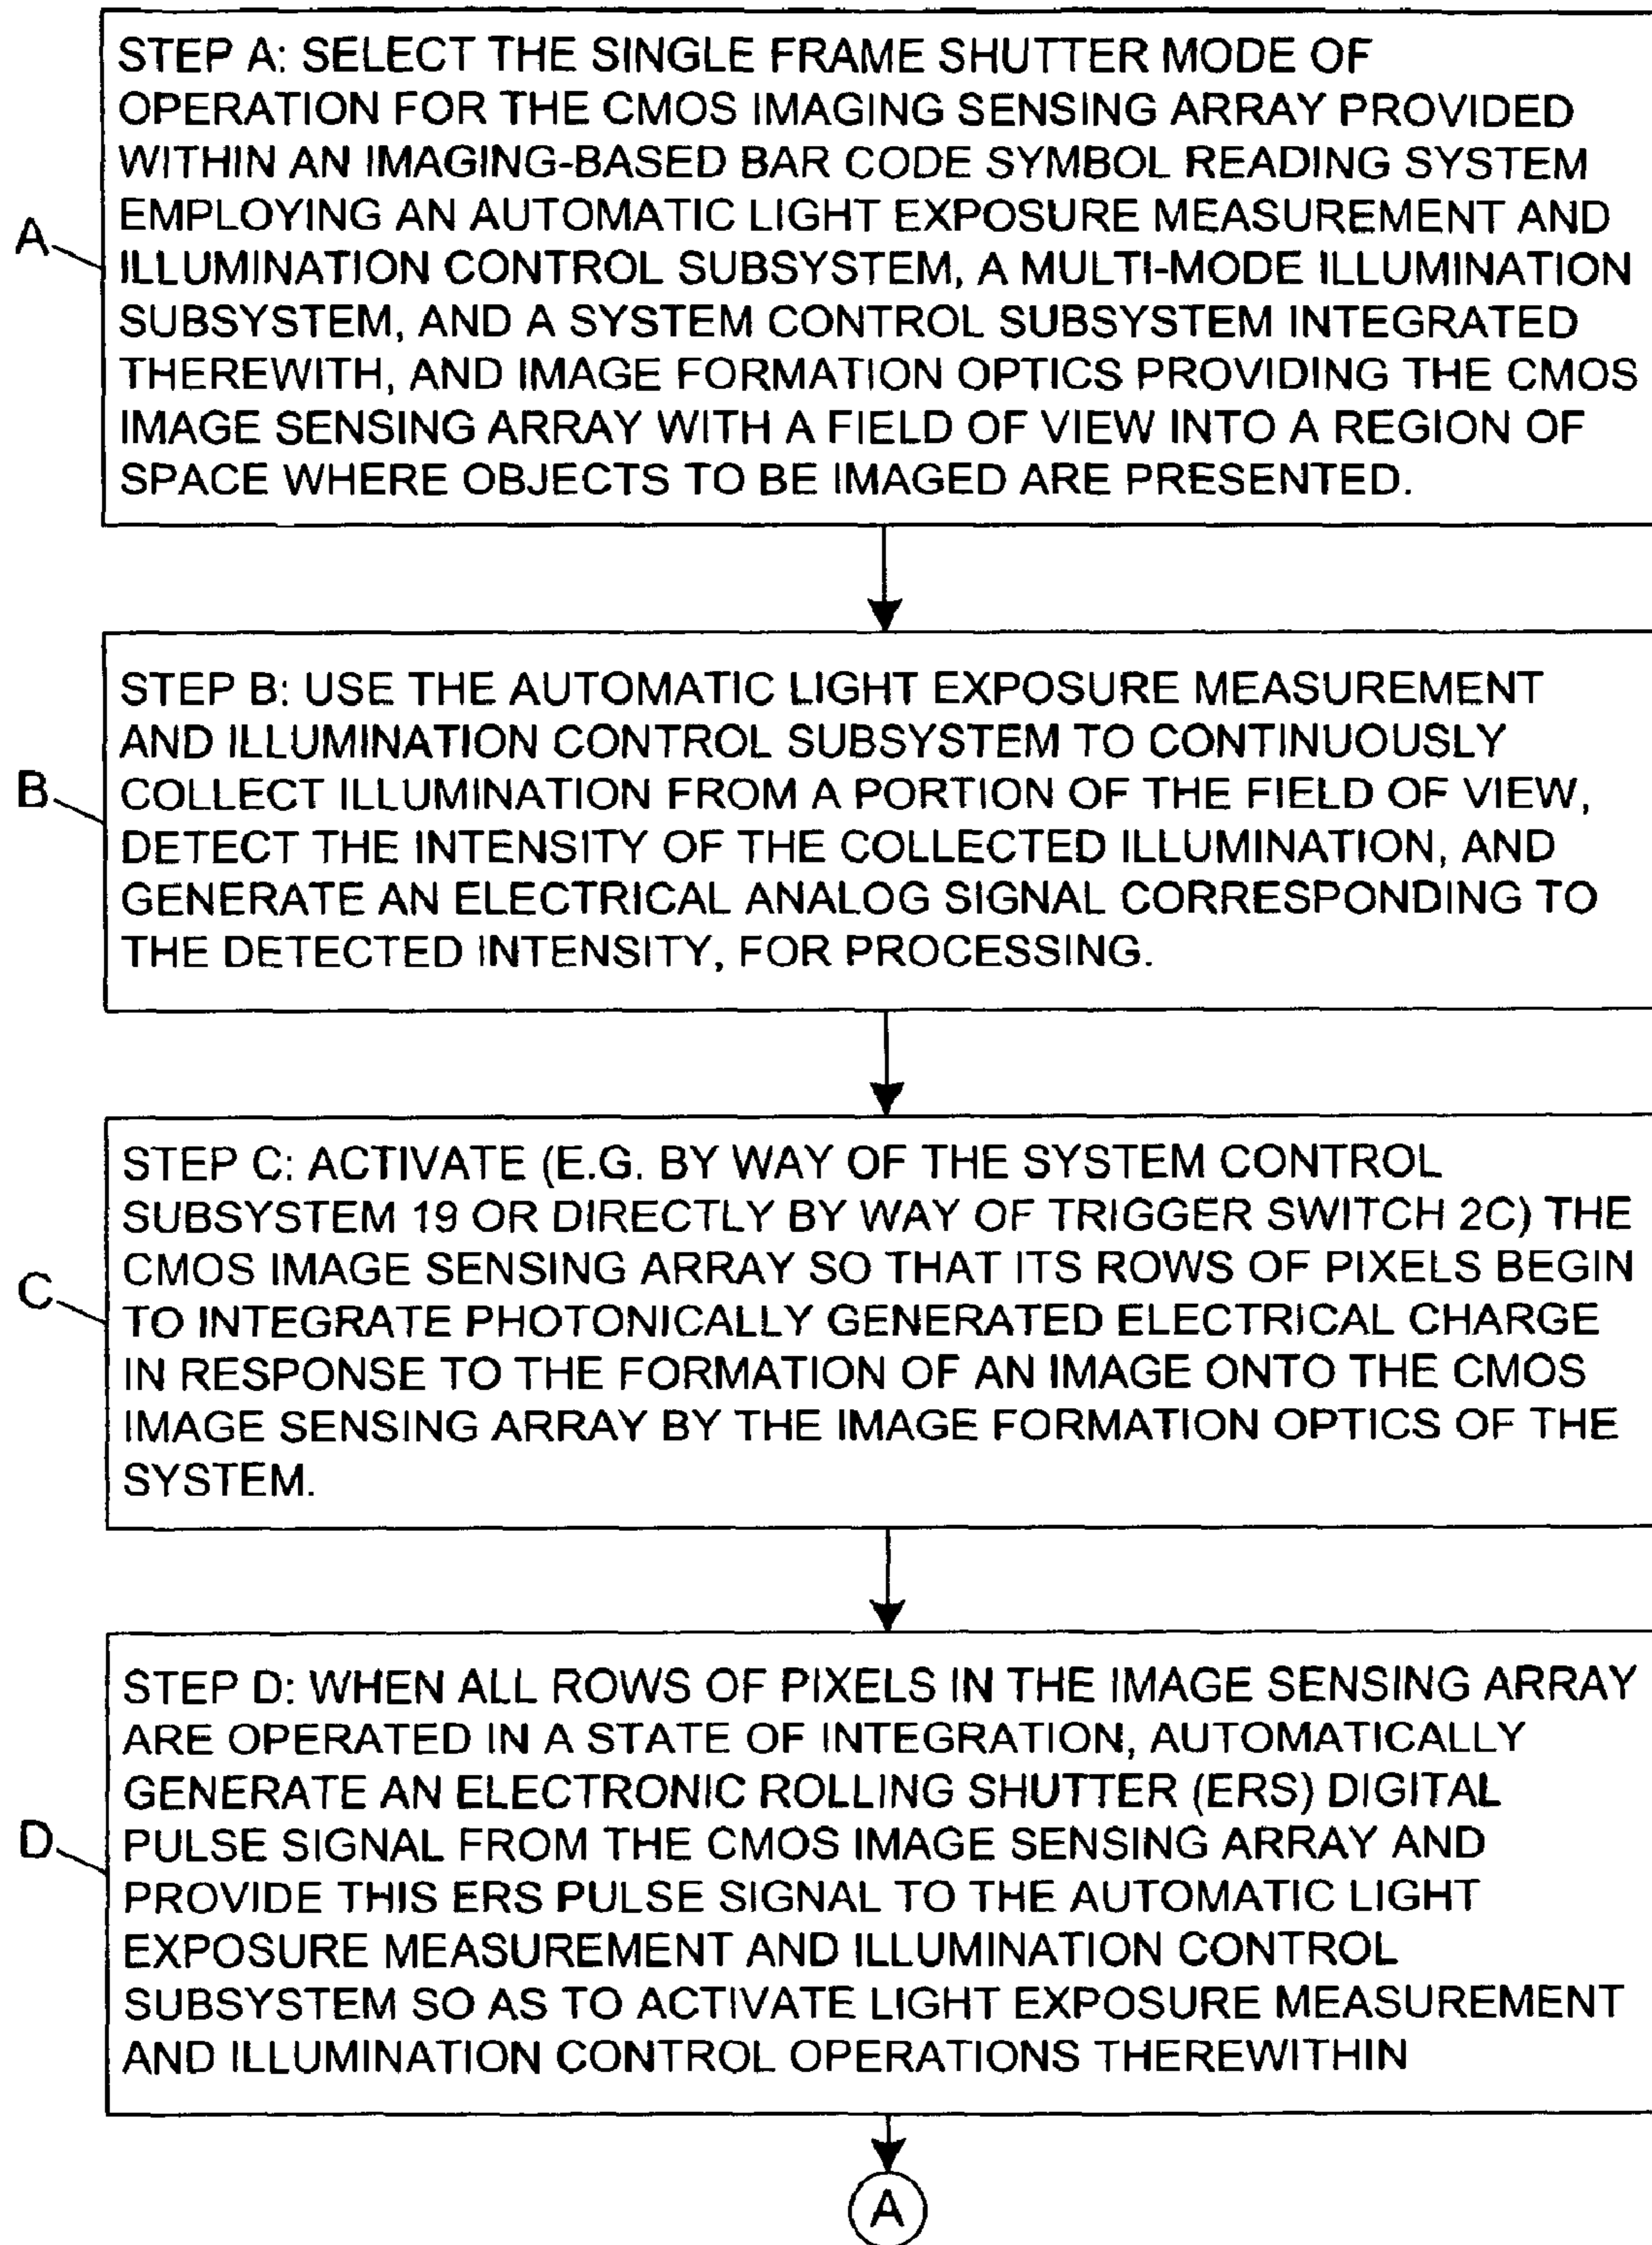 STEP A: SELECT THE SINGLE FRAME SHUTTER MODE OF
OPERATION FOR THE CMOS IMAGING SENSING ARRAY PROVIDED
WITHIN AN IMAGING-BASED BAR CODE SYMBOL READING SYSTEM
EMPLOYING AN AUTOMATIC LIGHT EXPOSURE MEASUREMENT AND
A
ILLUMINATION CONTROL SUBSYSTEM, A MULTI-MODE ILLUMINATION
SUBSYSTEM, AND A SYSTEM CONTROL SUBSYSTEM INTEGRATED
THEREWITH, AND IMAGE FORMATION OPTICS PROVIDING THE CMOS
IMAGE SENSING ARRAY WITH A FIELD OF VIEW INTO A REGION OF
SPACE WHERE OBJECTS TO BE IMAGED ARE PRESENTED.
STEP B: USE THE AUTOMATIC LIGHT EXPOSURE MEASUREMENT
AND ILLUMINATION CONTROL SUBSYSTEM TO CONTINUOUSLY
B
COLLECT ILLUMINATION FROM A PORTION OF THE FIELD OF VIEW,
DETECT THE INTENSITY OF THE COLLECTED ILLUMINATION, AND
GENERATE AN ELECTRICAL ANALOG SIGNAL CORRESPONDING TO
THE DETECTED INTENSITY, FOR PROCESSING.
STEP C: ACTIVATE (E.G. BY WAY OF THE SYSTEM CONTROL
SUBSYSTEM 19 OR DIRECTLY BY WAY OF TRIGGER SWITCH 2C) THE
CMOS IMAGE SENSING ARRAY SO THAT ITS ROWS OF PIXELS BEGIN
C
TO INTEGRATE PHOTONICALLY GENERATED ELECTRICAL CHARGE
IN RESPONSE TO THE FORMATION OF AN IMAGE ONTO THE CMOS
IMAGE SENSING ARRAY BY THE IMAGE FORMATION OPTICS OF THE
SYSTEM.
STEP D: WHEN ALL ROWS OF PIXELS IN THE IMAGE SENSING ARRAY
ARE OPERATED IN A STATE OF INTEGRATION, AUTOMATICALLY
GENERATE AN ELECTRONIC ROLLING SHUTTER (ERS) DIGITAL
D
PULSE SIGNAL FROM THE CMOS IMAGE SENSING ARRAY AND
PROVIDE THIS ERS PULSE SIGNAL TO THE AUTOMATIC LIGHT
EXPOSURE MEASUREMENT AND ILLUMINATION CONTROL
SUBSYSTEM SO AS TO ACTIVATE LIGHT EXPOSURE MEASUREMENT
AND ILLUMINATION CONTROL OPERATIONS THEREWITHIN
A